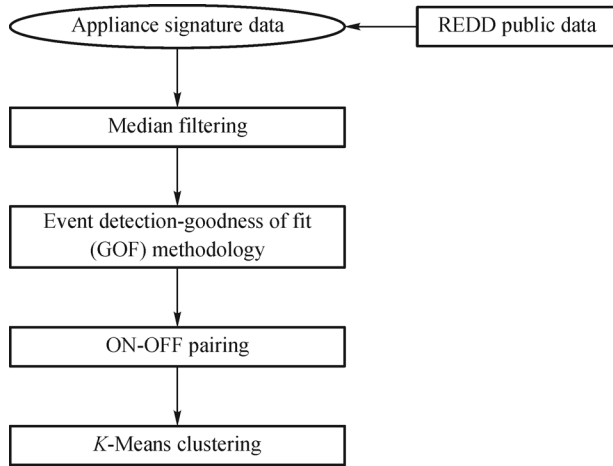 Appliance signature data
REDD public data
Median filtering
Event detection-goodness of fit
(GOF) methodology
ON-OFF pairing
K-Means clustering